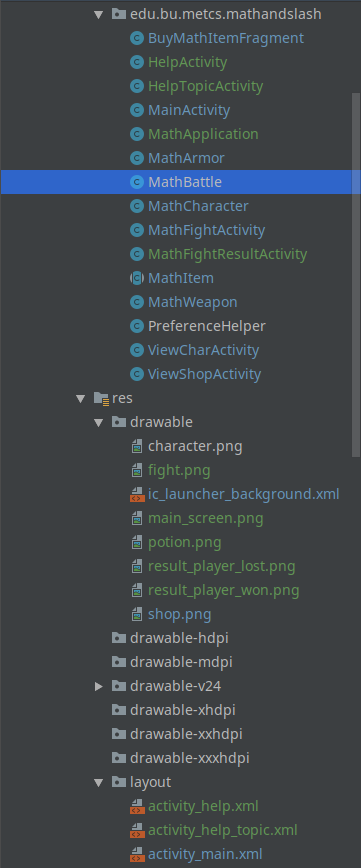 edu.bu.metcs.mathandslash
BuyMathItemFragment
HelpActivity
HelpTopicActivity
MainActivity
MathApplication
MathArmor
MathBattle
MathCharacter
MathFightActivity
MathFightResultActivity
MathItem
MathWeapon
PreferenceHelper
ViewCharActivity
ViewShopActivity
res
drawable
character.png
fight.png
ic_launcher_background.xml
main_screen.png
potion.png
result_player_lost.png
result_player_won.png
shop.png
drawable-hdpi
drawable-mdpi
drawable-v24
drawable-xhdpi
drawable-xxhdpi
drawable-xxxhdpi
layout
activity_help.xml
activity_help_topic.xml
activity_main.xml